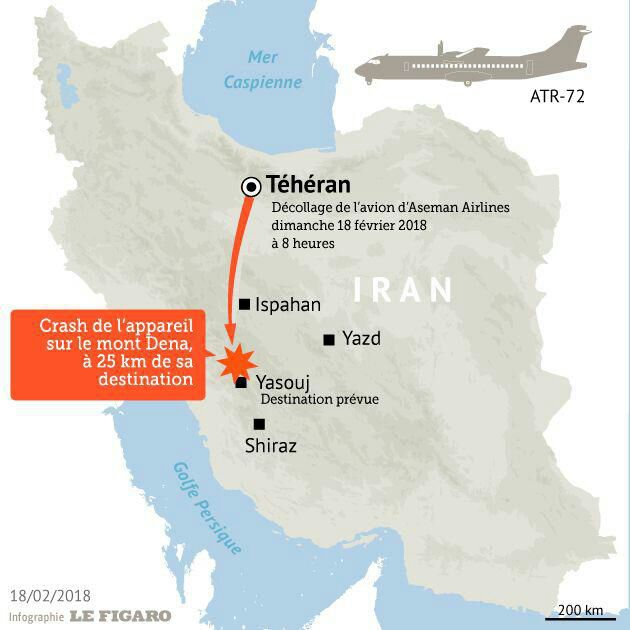 Mer
Caspienne
ATR-72
Téhéran
Décollage de l'avion d'Aseman Airlines
dimanche 18 février 2018
à 8 heures
IRAN
Ispahan
Yazd
Crash de l'appareil
sur le mont Dena,
à 25 km de sa
destination
Yasouj
Destination prévue
Shiraz
Golfe Persique
18/02/2018
Infographie LE FIGARO
200 km